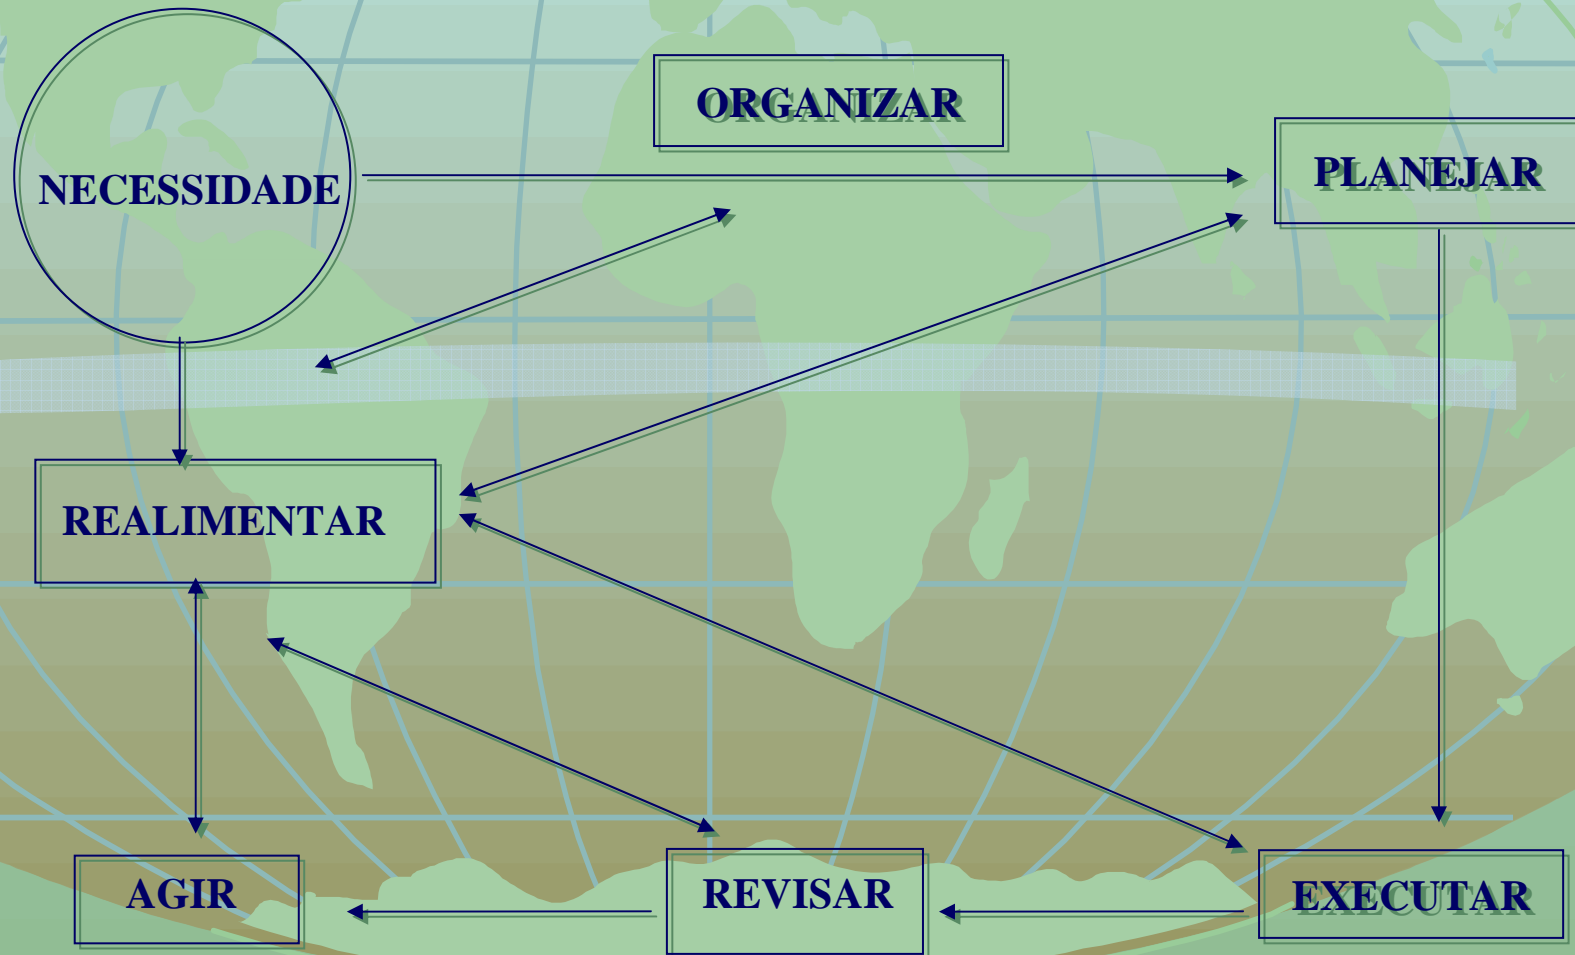 ORGANIZAR
NECESSIDADE
PLANEJAR
REALIMENTAR
AGIR
REVISAR
EXECUTAR